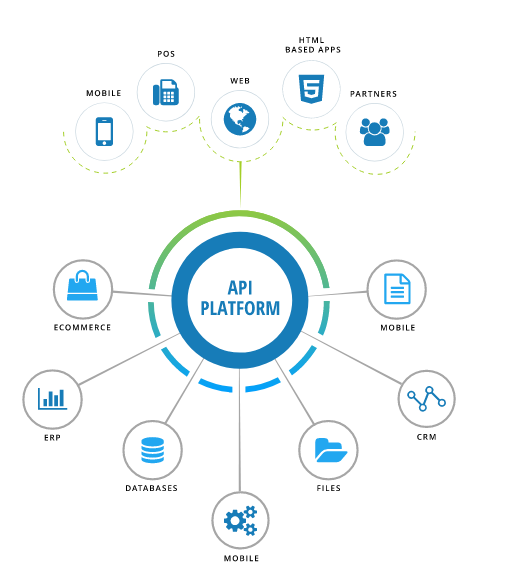 HTML
BASED APPS
POS
WEB
MOBILE
PARTNERS
API
PLATFORM
ECOMMERCE
MOBILE
ERP
CRM
DATABASES
FILES
MOBILE